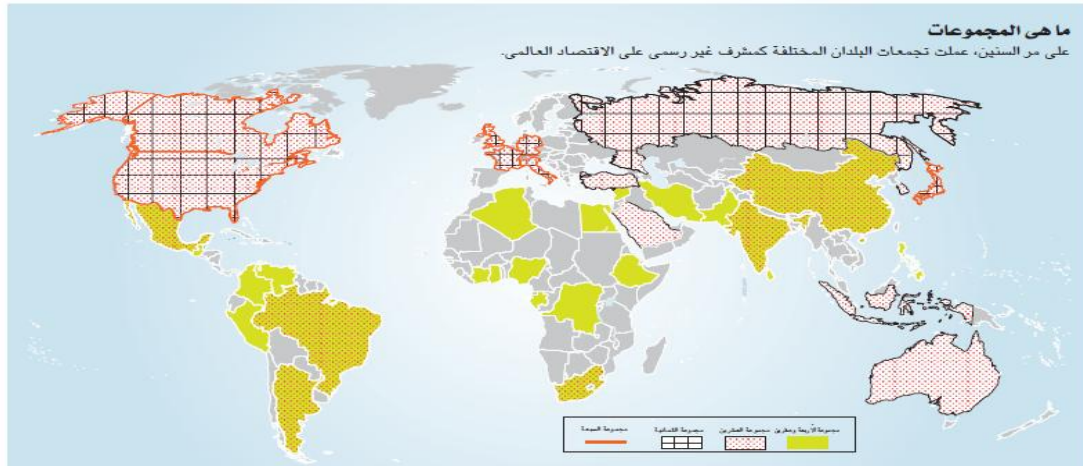 ما هى المجموعات
على مر السنين، عملت تجمعات البلدان المختلفة كمشرف غير رسمى على الاقتصاد العالمى.
مجموعة الأربعة وعشرين
مجموعة العشرين
مجموعة الثمانية
مجموعة السبعة